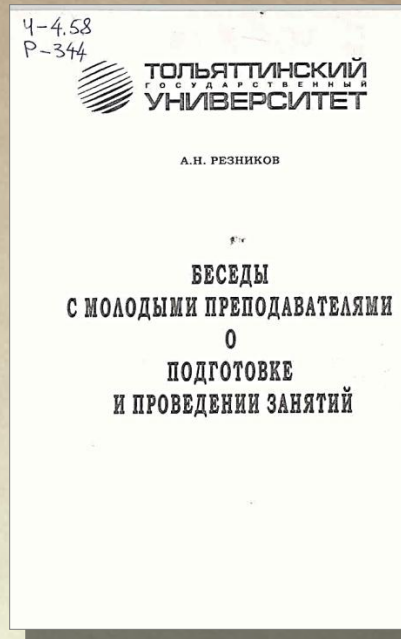 Ч-4.58
Р-344
ТОЛЬЯТТИНСКИЙ
ГОСУДАРСТВЕННЫЙ
УНИВЕРСИТЕТ
А.Н. РЕЗНИКОВ
БЕСЕДЫ
С МОЛОДЫМИ ПРЕПОДАВАТЕЛЯМИ
О
ПОДГОТОВКЕ
И ПРОВЕДЕНИИ ЗАНЯТИЙ